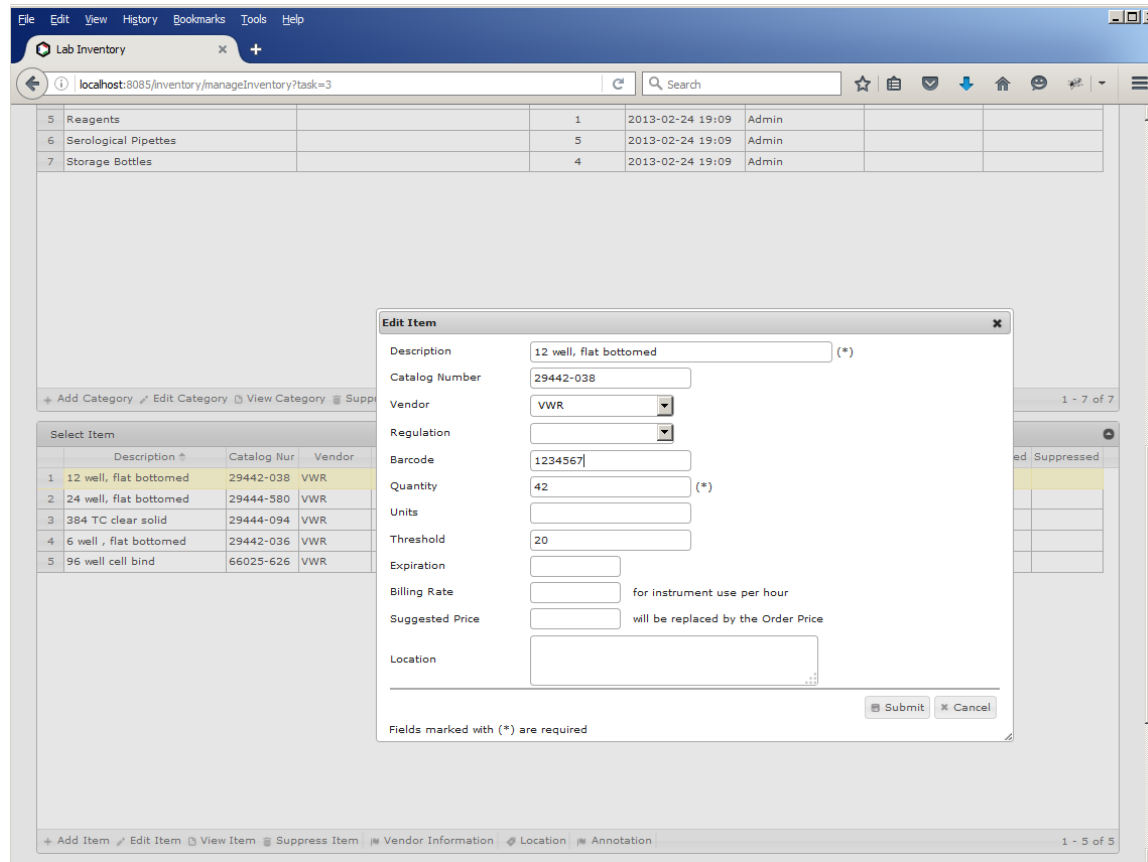 File Edit View History Bookmarks Tools Help
Lab Inventory
localhost:8085/inventory/manageInventory?task=3
Search
5 Reagents 1 2013-02-24 19:09 Admin
6 Serological Pipettes 5 2013-02-24 19:09 Admin
7 Storage Bottles 4 2013-02-24 19:09 Admin
Add Category Edit Category View Category Supp 1 - 7 of 7
Select Item
Description Catalog Nur Vendor ed Suppressed
1 12 well, flat bottomed 29442-038 VWR
2 24 well, flat bottomed 29444-580 VWR
3 384 TC clear solid 29444-094 VWR
4 6 well , flat bottomed 29442-036 VWR
5 96 well cell bind 66025-626 VWR
Edit Item
Description 12 well, flat bottomed (*)
Catalog Number 29442-038
Vendor VWR
Regulation
Barcode 1234567
Quantity 42 (*)
Units
Threshold 20
Expiration
Billing Rate for instrument use per hour
Suggested Price will be replaced by the Order Price
Location
Submit Cancel
Fields marked with (*) are required
Add Item Edit Item View Item Suppress Item Vendor Information Location Annotation 1 - 5 of 5